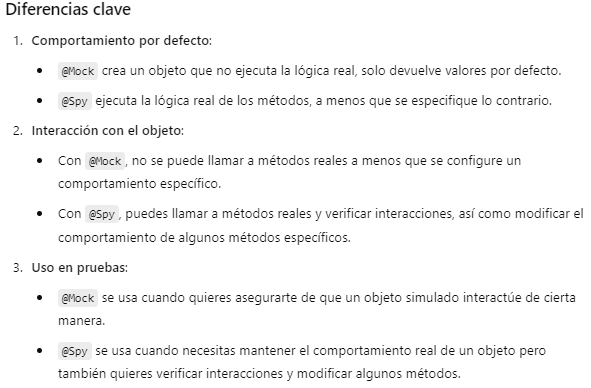 Diferencias clave
1. Comportamiento por defecto:
• @Mock crea un objeto que no ejecuta la lógica real, solo devuelve valores por defecto.
• @Spy ejecuta la lógica real de los métodos, a menos que se especifique lo contrario.
2. Interacción con el objeto:
• Con @Mock, no se puede llamar a métodos reales a menos que se configure un
comportamiento específico.
• Con @Spy, puedes llamar a métodos reales y verificar interacciones, así como modificar el
comportamiento de algunos métodos específicos.
3. Uso en pruebas:
• @Mock se usa cuando quieres asegurarte de que un objeto simulado interactúe de cierta
manera.
• @Spy se usa cuando necesitas mantener el comportamiento real de un objeto pero
también quieres verificar interacciones y modificar algunos métodos.